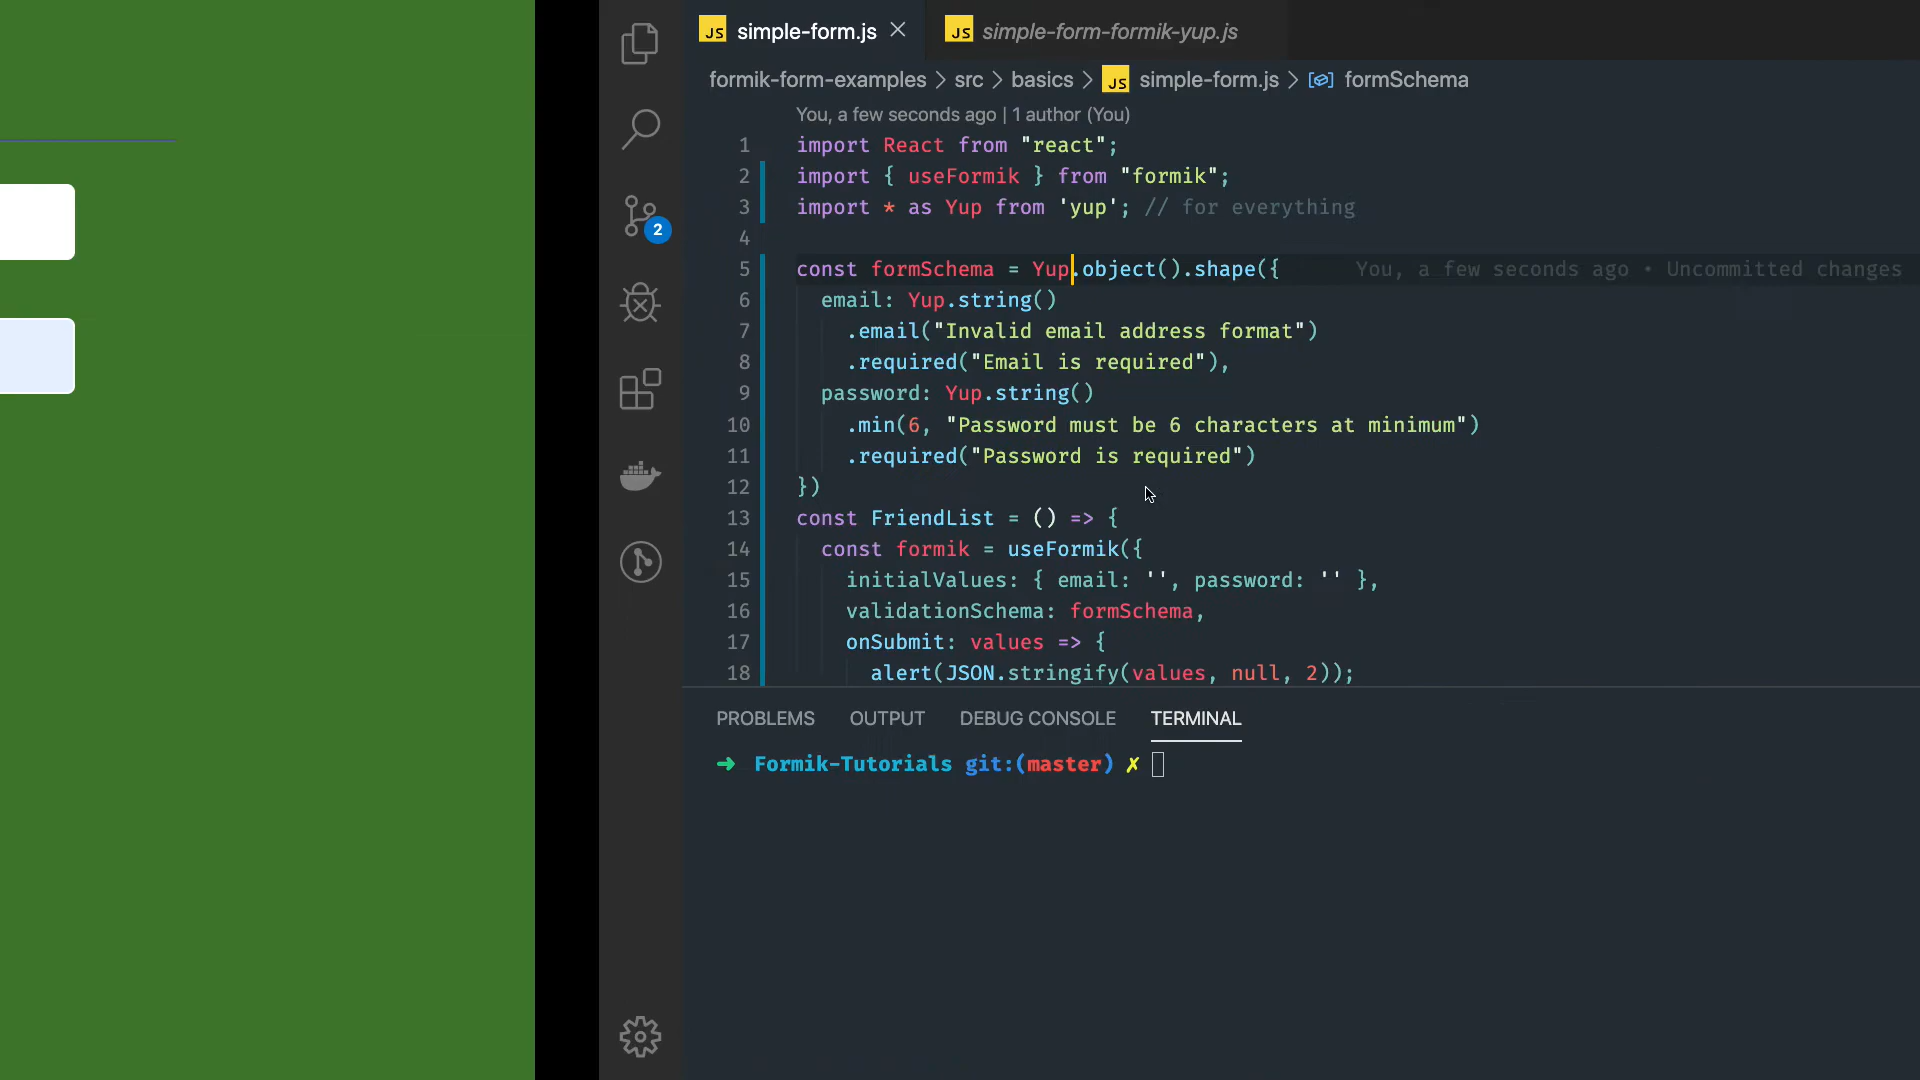 JS simple-form.js
JS simple-form-formik-yup.js
formik-form-examples > src > basics > JS simple-form.js > formSchema
You, a few seconds ago | 1 author (You)
1 import React from "react";
2 import { useFormik } from "formik";
3 import * as Yup from 'yup'; // for everything
4
5 const formSchema = Yup.object().shape({ You, a few seconds ago • Uncommitted changes
6 email: Yup.string()
7 .email("Invalid email address format")
8 .required("Email is required"),
9 password: Yup.string()
10 .min(6, "Password must be 6 characters at minimum")
11 .required("Password is required")
12 })
13 const FriendList = () => {
14 const formik = useFormik({
15 initialValues: { email: '', password: '' },
16 validationSchema: formSchema,
17 onSubmit: values => {
18 alert(JSON.stringify(values, null, 2));
2
PROBLEMS OUTPUT DEBUG CONSOLE TERMINAL
➜ Formik-Tutorials git:(master) ✗